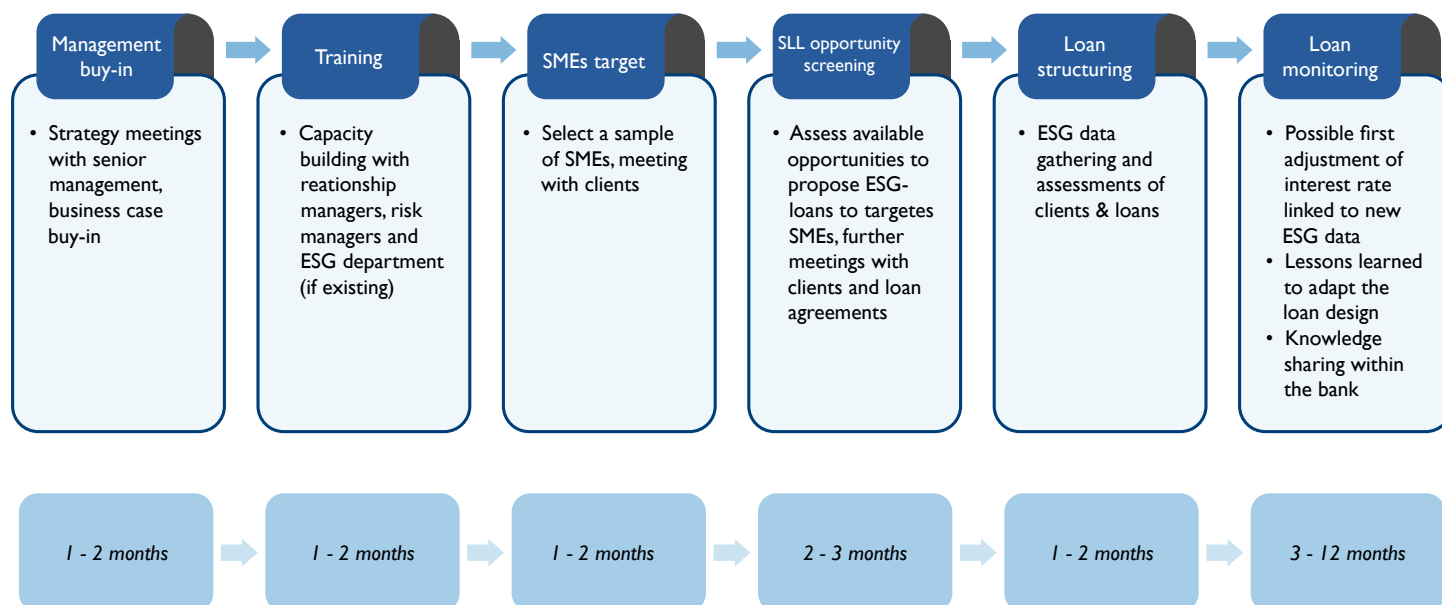 Management
buy-in
Training
SMEs target
SLL opportunity
screening
Loan
structuring
Loan
monitoring
• Strategy meetings
with senior
management,
business case
buy-in
• Capacity
building with
reationship
managers, risk
managers and
ESG department
(if existing)
• Select a sample
of SMEs, meeting
with clients
• Assess available
opportunities to
propose ESG-
loans to targetes
SMEs, further
meetings with
clients and loan
agreements
• ESG data
gathering and
assessments of
clients & loans
• Possible first
adjustment of
interest rate
linked to new
ESG data
• Lessons learned
to adapt the
loan design
• Knowledge
sharing within
the bank
1 - 2 months
1 - 2 months
1 - 2 months
2 - 3 months
1 - 2 months
3 - 12 months